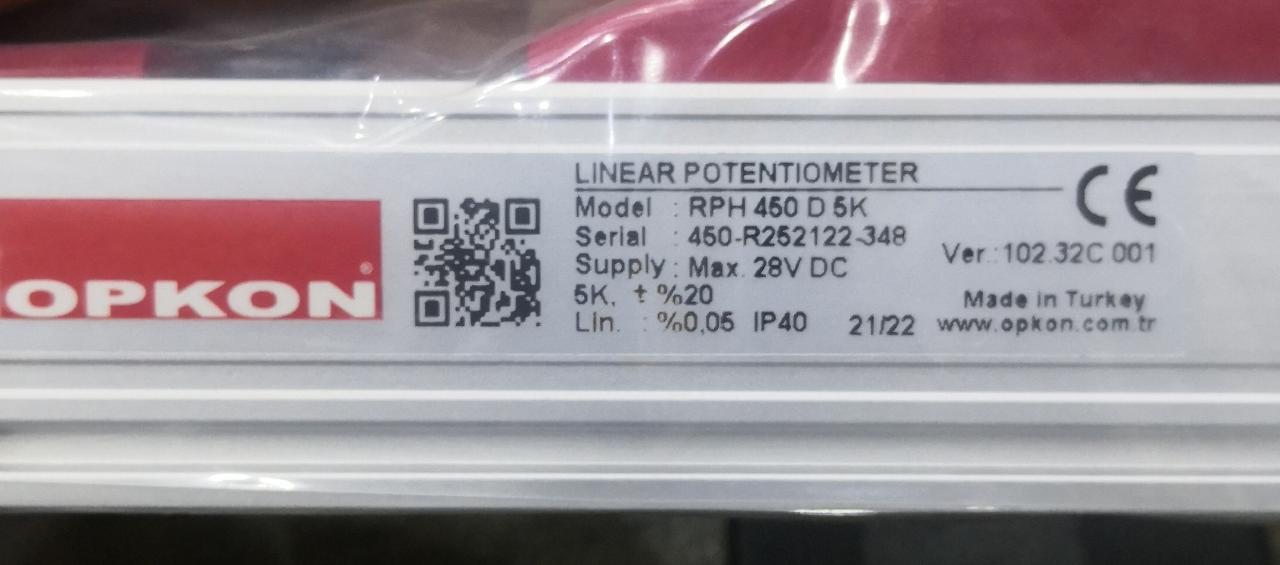 OPKON®
LINEAR POTENTIOMETER
Model : RPH 450 D 5K
Serial : 450-R252122-348
Supply : Max. 28V DC
5K, ± %20
Lin. : %0,05 IP40 21/22
CE
Ver.:102.32C 001
Made in Turkey
www.opkon.com.tr